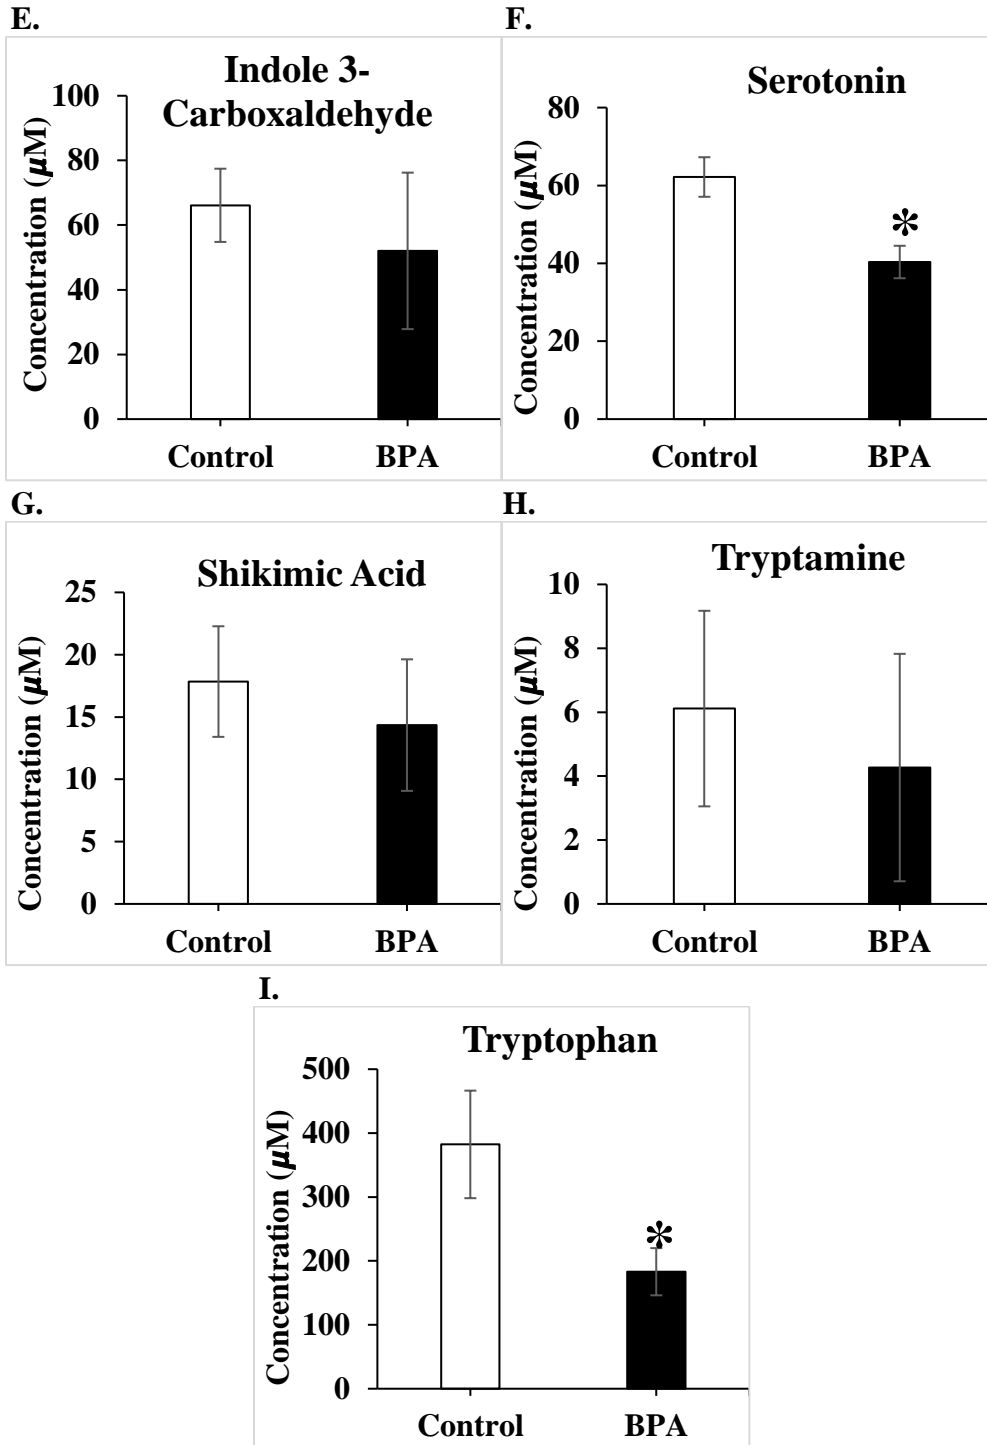 E.
Indole 3-
Carboxaldehyde
Concentration (µM)
100
80
60
40
20
0
Control BPA
F.
Serotonin
Concentration (µM)
80
60
40
20
0
*
Control BPA
G.
Shikimic Acid
Concentration (µM)
25
20
15
10
5
0
Control BPA
H.
Tryptamine
Concentration (µM)
10
8
6
4
2
0
Control BPA
I.
Tryptophan
Concentration (µM)
500
400
300
200
100
0
*
Control BPA